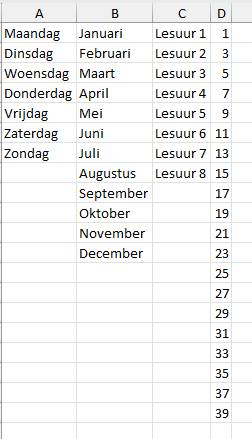 A B C D
Maandag Januari Lesuur 1 1
Dinsdag Februari Lesuur 2 3
Woensdag Maart Lesuur 3 5
Donderdag April Lesuur 4 7
Vrijdag Mei Lesuur 5 9
Zaterdag Juni Lesuur 6 11
Zondag Juli Lesuur 7 13
Augustus Lesuur 8 15
September 17
Oktober 19
November 21
December 23
25
27
29
31
33
35
37
39